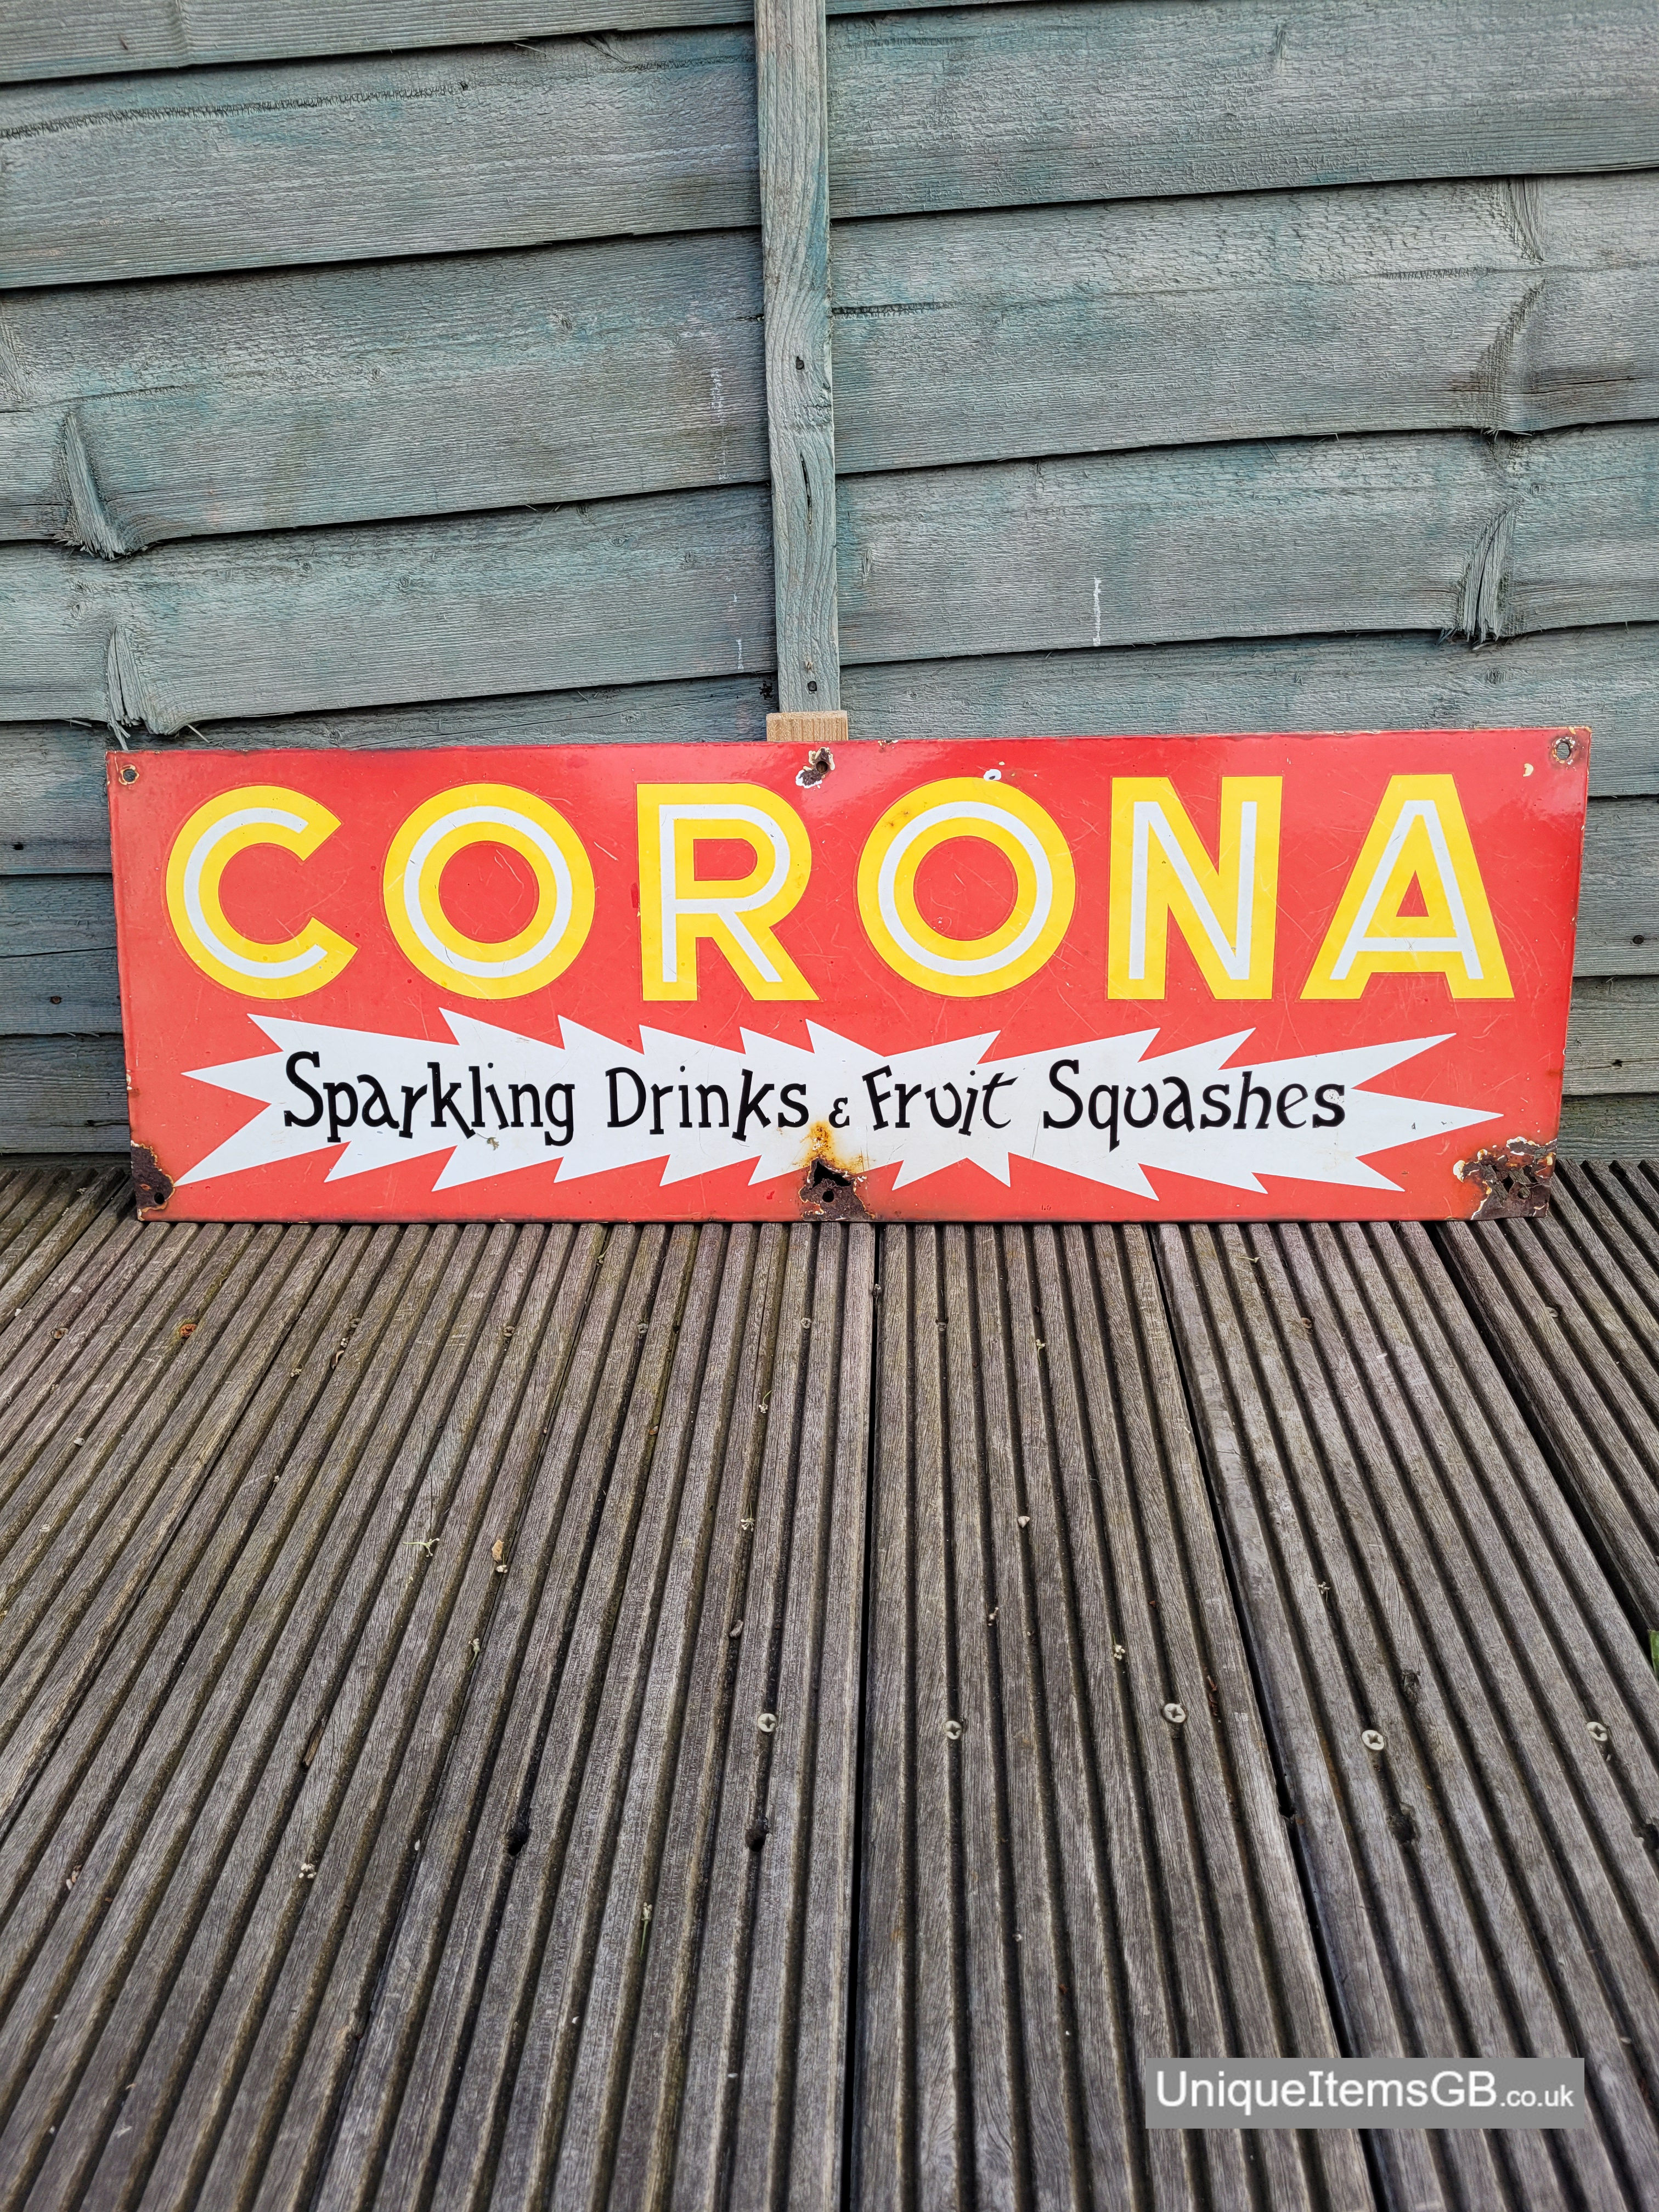 CORONA
Sparkling Drinks & Fruit Squashes
UniqueItemsGB.co.uk